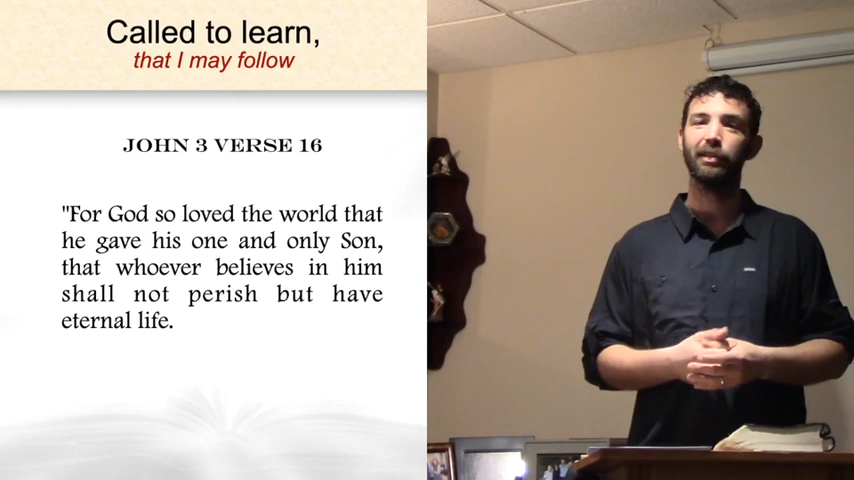 Called to learn,
that I may follow
JOHN 3 VERSE 16
"For God so loved the world that
he gave his one and only Son,
that whoever believes in him
shall not perish but have
eternal life.